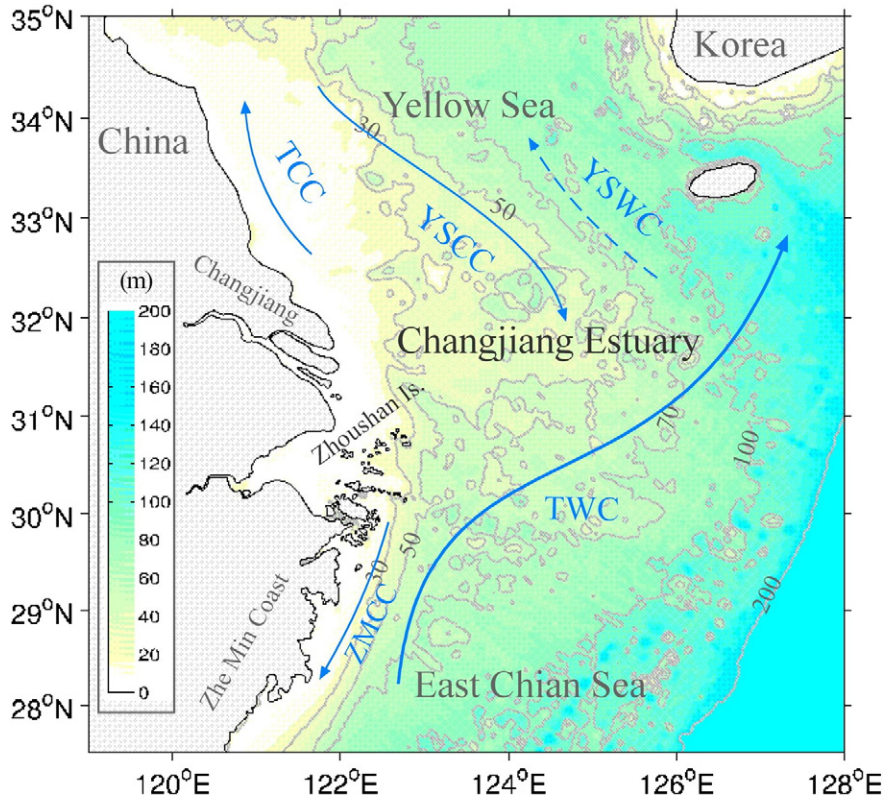 35°N
34°N
33°N
32°N
31°N
30°N
29°N
28°N
120°E
122°E
124°E
126°E
128°E
China
Korea
Yellow Sea
TCC
YSCC
YSWC
30
50
Changjiang
Changjiang Estuary
Zhoushan Is.
70
100
TWC
50
30
ZMCC
200
Zhe Min Coast
East Chian Sea
(m)
200
180
160
140
120
100
80
60
40
20
0